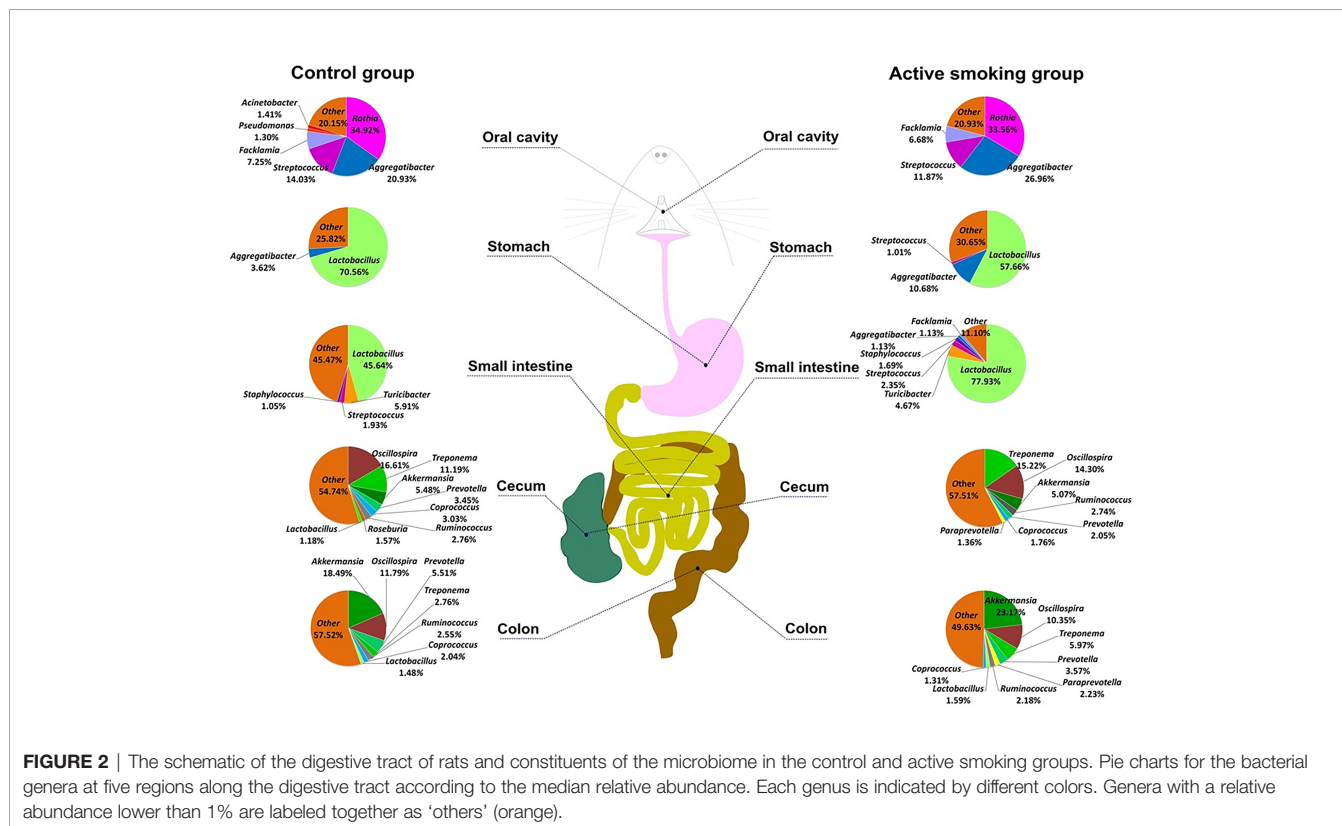 Control group
Active smoking group
Acinetobacter
1.41%
Pseudomonas
1.30%
Facklamia
7.25%
Streptococcus
14.03%
Other
20.15%
Rothia
34.92%
Aggregatibacter
20.93%
Oral cavity
Oral cavity
Other
20.93%
Rothia
33.56%
Facklamia
6.68%
Streptococcus
11.87%
Aggregatibacter
26.96%
Other
25.82%
Aggregatibacter
3.62%
Lactobacillus
70.56%
Stomach
Stomach
Streptococcus
1.01%
Other
30.65%
Lactobacillus
57.66%
Aggregatibacter
10.68%
Other
45.47%
Lactobacillus
45.64%
Staphylococcus
1.05%
Turicibacter
5.91%
Streptococcus
1.93%
Small intestine
Small intestine
Facklamia
1.13%
Other
11.10%
Aggregatibacter
1.13%
Staphylococcus
1.69%
Streptococcus
2.35%
Turicibacter
4.67%
Lactobacillus
77.93%
Oscillospira
16.61%
Treponema
11.19%
Akkermansia
5.48%
Prevotella
3.45%
Coprococcus
3.03%
Ruminococcus
2.76%
Roseburia
1.57%
Lactobacillus
1.18%
Other
54.74%
Cecum
Cecum
Treponema
15.22%
Oscillospira
14.30%
Akkermansia
5.07%
Ruminococcus
2.74%
Prevotella
2.05%
Coprococcus
1.76%
Paraprevotella
1.36%
Other
57.51%
Akkermansia
18.49%
Oscillospira
11.79%
Prevotella
5.51%
Treponema
2.76%
Ruminococcus
2.55%
Coprococcus
2.04%
Lactobacillus
1.48%
Other
57.52%
Colon
Colon
Akkermansia
23.17%
Oscillospira
10.35%
Treponema
5.97%
Prevotella
3.57%
Paraprevotella
2.23%
Ruminococcus
2.18%
Lactobacillus
1.59%
Coprococcus
1.31%
Other
49.63%
FIGURE 2 | The schematic of the digestive tract of rats and constituents of the microbiome in the control and active smoking groups. Pie charts for the bacterial
genera at five regions along the digestive tract according to the median relative abundance. Each genus is indicated by different colors. Genera with a relative
abundance lower than 1% are labeled together as ‘others’ (orange).